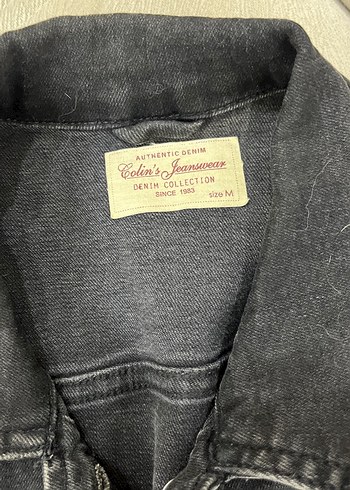 AUTHENTIC DENIM
Colin's Jeanswear
DENIM COLLECTION
SINCE 1983
size M